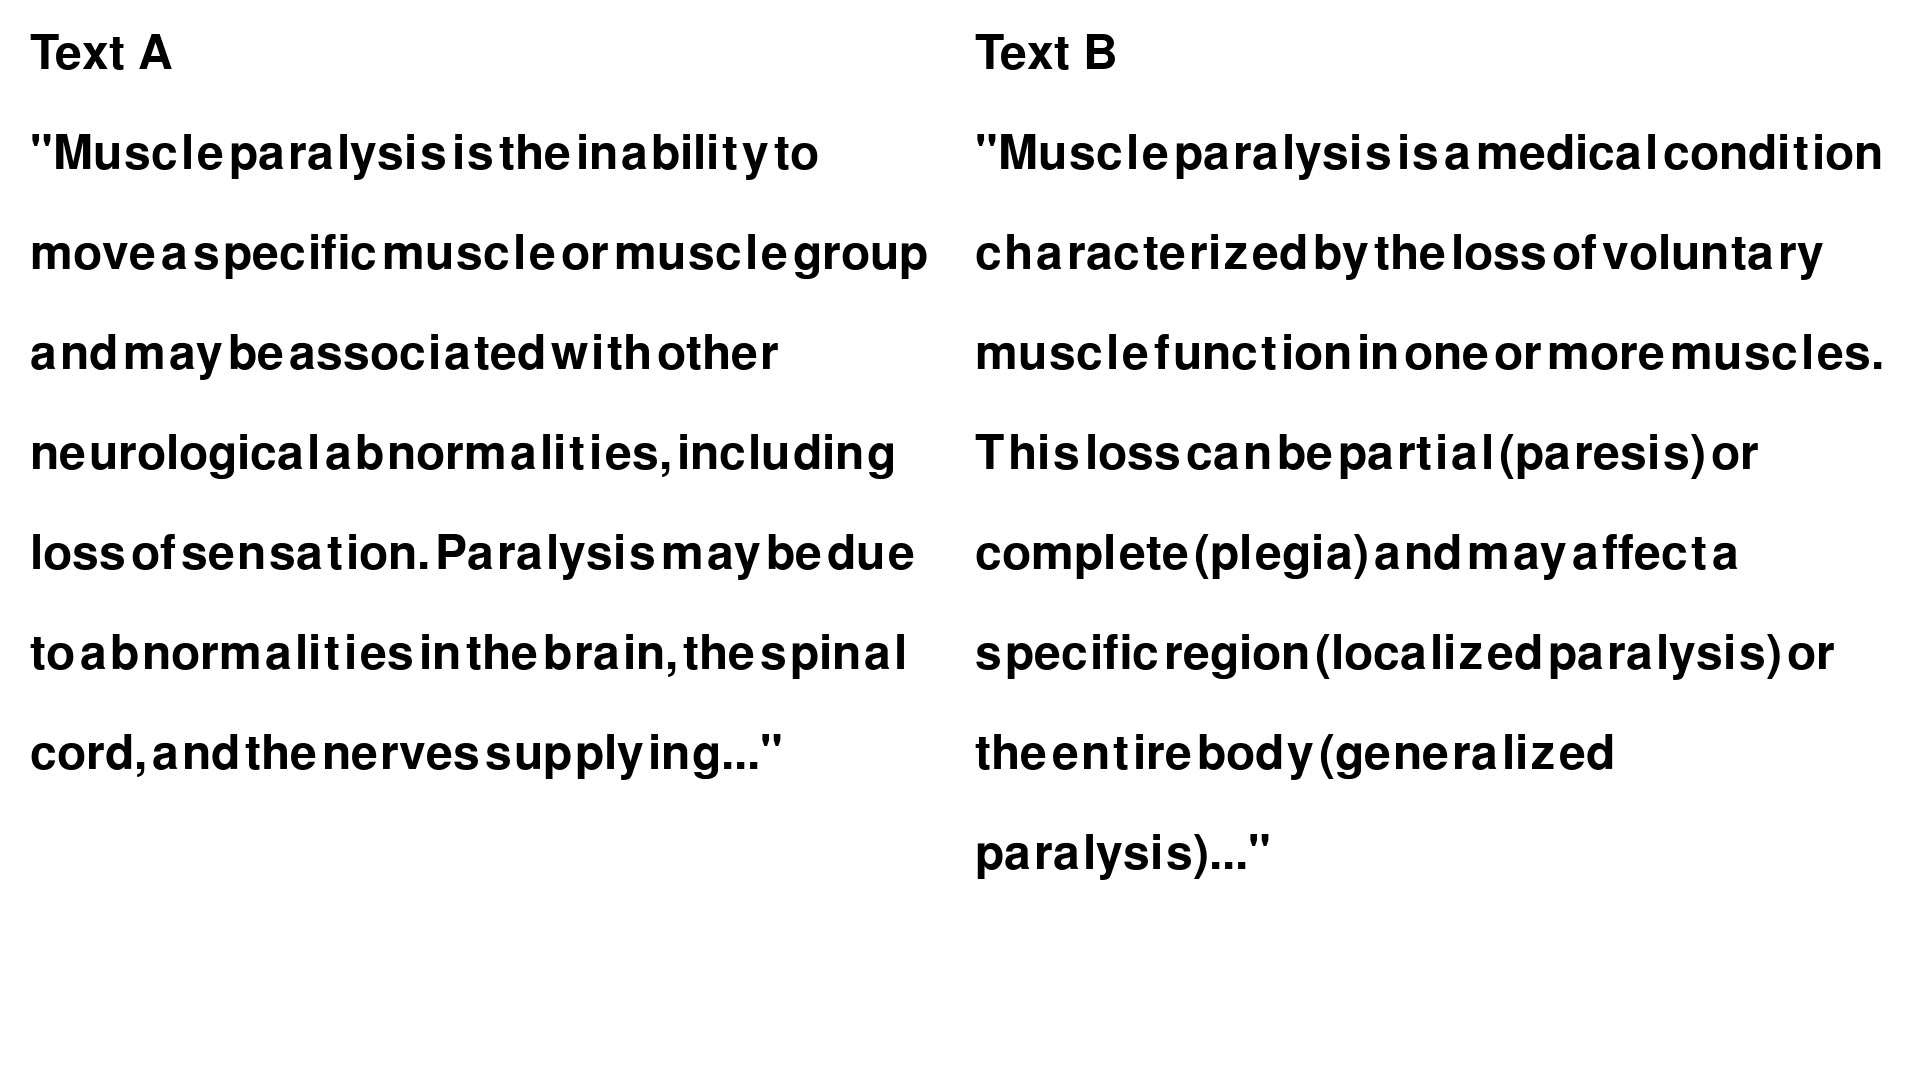 Text A
"Muscle paralysis is the inability to
move a specific muscle or muscle group
and may be associated with other
neurological abnormalities, including
loss of sensation. Paralysis may be due
to abnormalities in the brain, the spinal
cord, and the nerves supplying..."
Text B
"Muscle paralysis is a medical condition
characterized by the loss of voluntary
muscle function in one or more muscles.
This loss can be partial (paresis) or
complete (plegia) and may affect a
specific region (localized paralysis) or
the entire body (generalized
paralysis)..."